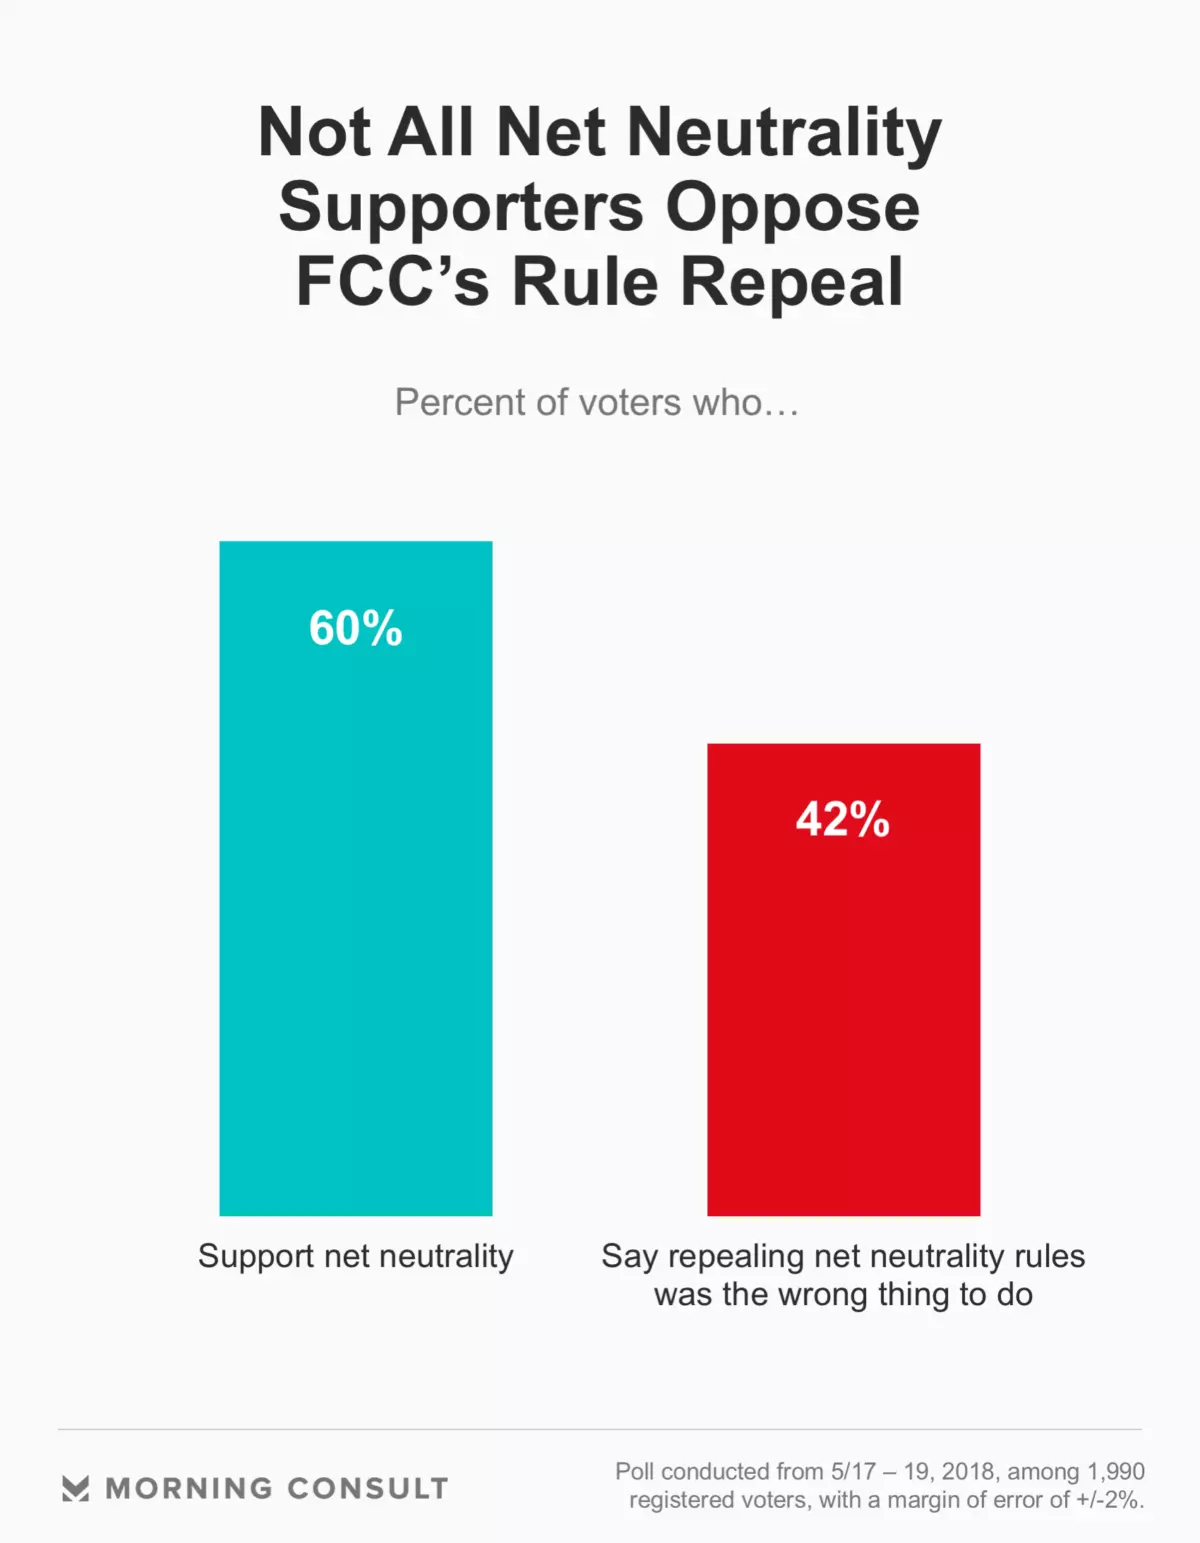 Not All Net Neutrality
Supporters Oppose
FCC’s Rule Repeal
Percent of voters who…
60%
42%
Support net neutrality
Say repealing net neutrality rules
was the wrong thing to do
MORNING CONSULT
Poll conducted from 5/17 – 19, 2018, among 1,990
registered voters, with a margin of error of +/-2%.